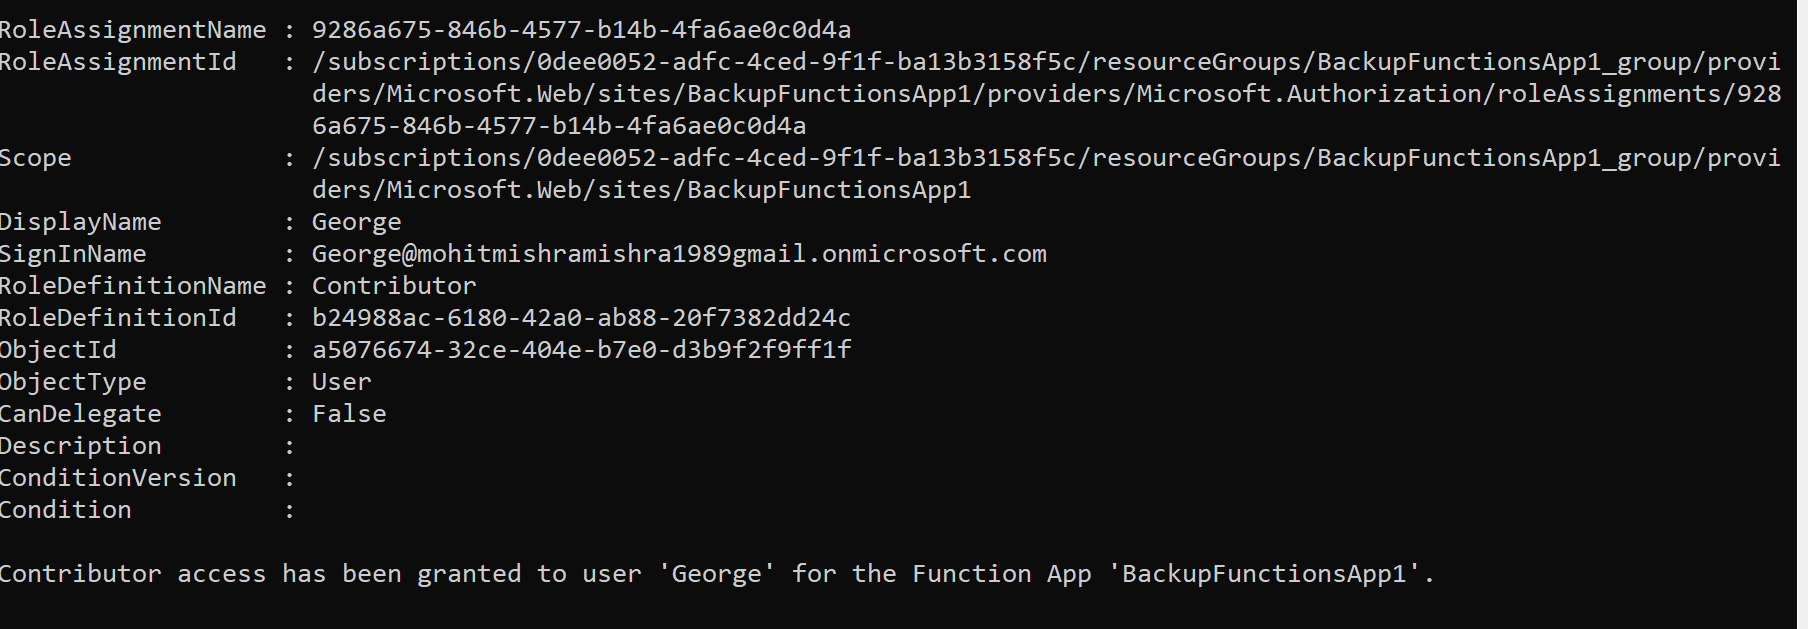 RoleAssignmentName : 9286a675-846b-4577-b14b-4fa6ae0c0d4a
RoleAssignmentId   : /subscriptions/0dee0052-adfc-4ced-9f1f-ba13b3158f5c/resourceGroups/BackupFunctionsApp1_group/provi
                     ders/Microsoft.Web/sites/BackupFunctionsApp1/providers/Microsoft.Authorization/roleAssignments/928
                     6a675-846b-4577-b14b-4fa6ae0c0d4a
Scope              : /subscriptions/0dee0052-adfc-4ced-9f1f-ba13b3158f5c/resourceGroups/BackupFunctionsApp1_group/provi
                     ders/Microsoft.Web/sites/BackupFunctionsApp1
DisplayName        : George
SignInName         : George@mohitmishramishra1989gmail.onmicrosoft.com
RoleDefinitionName : Contributor
RoleDefinitionId   : b24988ac-6180-42a0-ab88-20f7382dd24c
ObjectId           : a5076674-32ce-404e-b7e0-d3b9f2f9ff1f
ObjectType         : User
CanDelegate        : False
Description        :
ConditionVersion   :
Condition          :
Contributor access has been granted to user 'George' for the Function App 'BackupFunctionsApp1'.